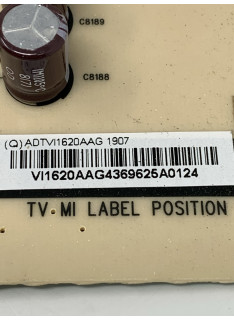 C8189
C8188
(Q) ADTVI1620AAG 1907
VI1620AAG4369625A0124
TV-MI LABEL POSITION